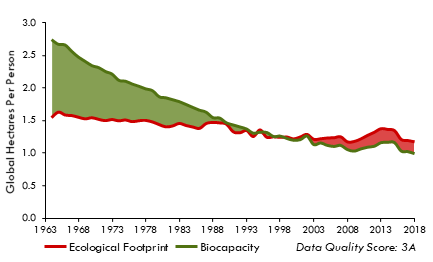 Global Hectares Per Person
3.0
2.5
2.0
1.5
1.0
0.5
0.0
1963 1968 1973 1978 1983 1988 1993 1998 2003 2008 2013 2018
Ecological Footprint Biocapacity Data Quality Score: 3A